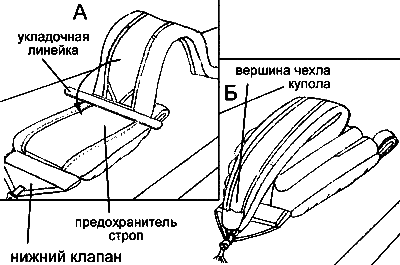 А
укладочная
линейка
предохранитель
строп
нижний клапан
Б
вершина чехла
купола